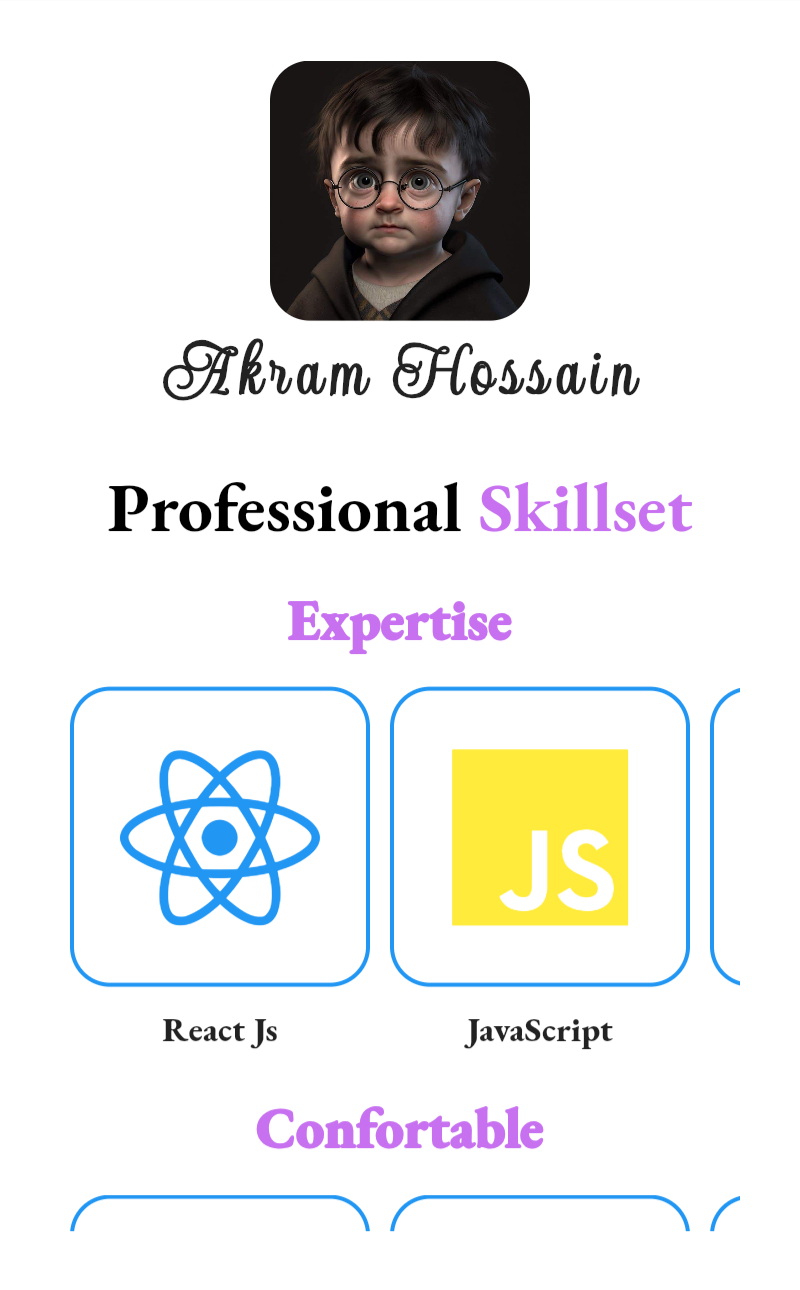 Akram Hossain
Professional Skillset
Expertise
JS
React Js
JavaScript
Confortable